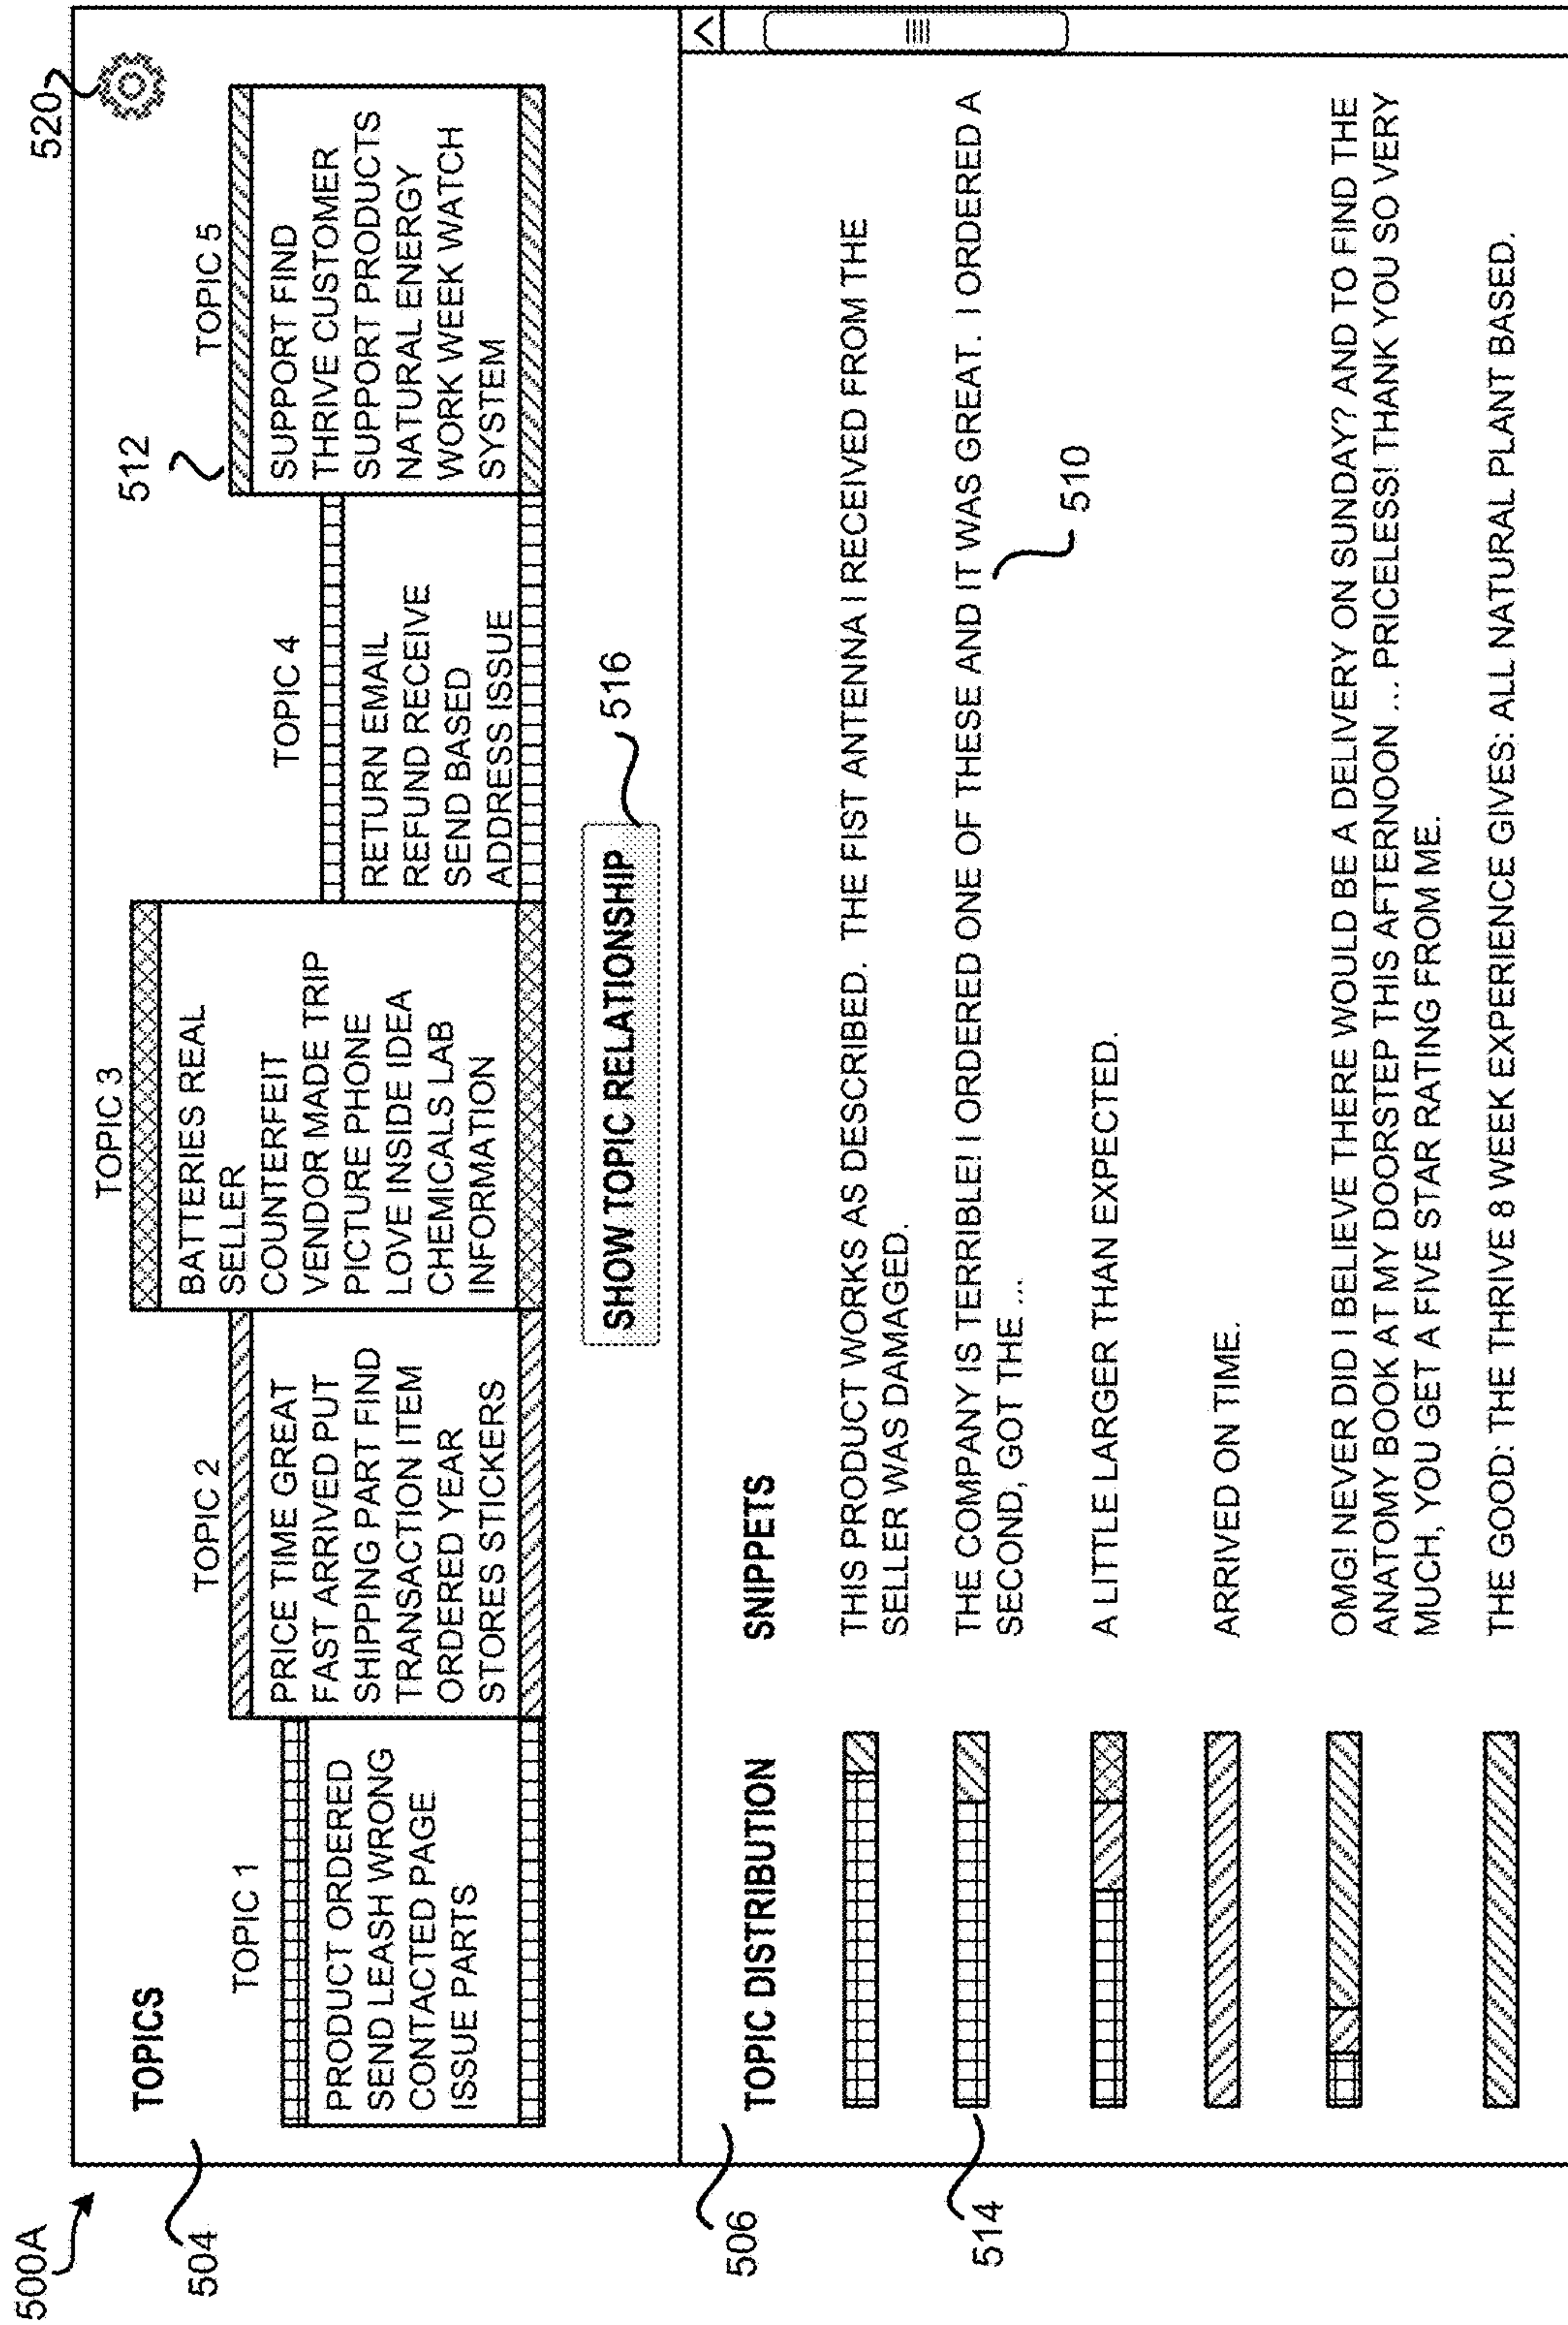 500A
520
504
TOPICS
TOPIC 1
PRODUCT ORDERED
SEND LEASH WRONG
CONTACTED PAGE
ISSUE PARTS
TOPIC 2
PRICE TIME GREAT
FAST ARRIVED PUT
SHIPPING PART FIND
TRANSACTION ITEM
ORDERED YEAR
STORES STICKERS
TOPIC 3
BATTERIES REAL
SELLER
COUNTERFEIT
VENDOR MADE TRIP
PICTURE PHONE
LOVE INSIDE IDEA
CHEMICALS LAB
INFORMATION
TOPIC 4
RETURN EMAIL
REFUND RECEIVE
SEND BASED
ADDRESS ISSUE
512
TOPIC 5
SUPPORT FIND
THRIVE CUSTOMER
SUPPORT PRODUCTS
NATURAL ENERGY
WORK WEEK WATCH
SYSTEM
SHOW TOPIC RELATIONSHIP
516
506
TOPIC DISTRIBUTION
SNIPPETS
THIS PRODUCT WORKS AS DESCRIBED. THE FIST ANTENNA I RECEIVED FROM THE
SELLER WAS DAMAGED.
514
THE COMPANY IS TERRIBLE! I ORDERED ONE OF THESE AND IT WAS GREAT. I ORDERED A
SECOND, GOT THE ...
510
A LITTLE LARGER THAN EXPECTED.
ARRIVED ON TIME.
OMG! NEVER DID I BELIEVE THERE WOULD BE A DELIVERY ON SUNDAY? AND TO FIND THE
ANATOMY BOOK AT MY DOORSTEP THIS AFTERNOON ... PRICELESS! THANK YOU SO VERY
MUCH, YOU GET A FIVE STAR RATING FROM ME.
THE GOOD: THE THRIVE 8 WEEK EXPERIENCE GIVES: ALL NATURAL PLANT BASED.